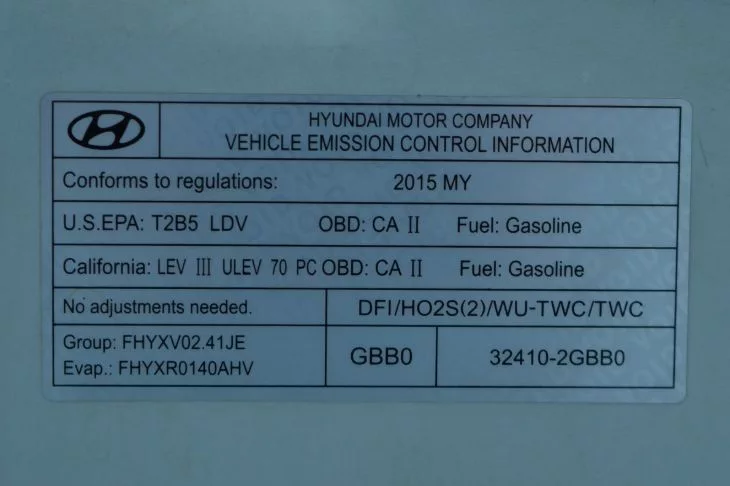 HYUNDAI MOTOR COMPANY
VEHICLE EMISSION CONTROL INFORMATION
Conforms to regulations: 2015 MY
U.S.EPA: T2B5 LDV OBD: CA II Fuel: Gasoline
California: LEV III ULEV 70 PC OBD: CA II Fuel: Gasoline
No adjustments needed. DFI/HO2S(2)/WU-TWC/TWC
Group: FHYXV02.41JE
Evap.: FHYXR0140AHV
GBB0 32410-2GBB0